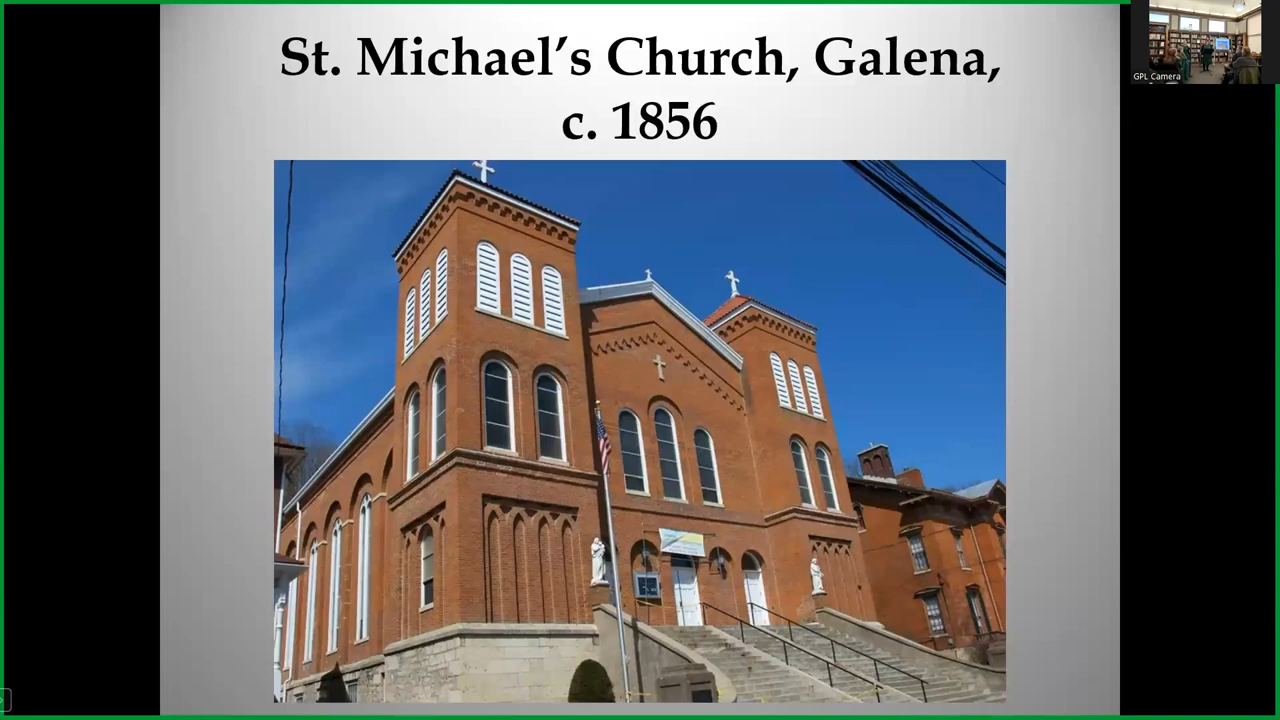 St. Michael’s Church, Galena,
c. 1856
GPL Camera